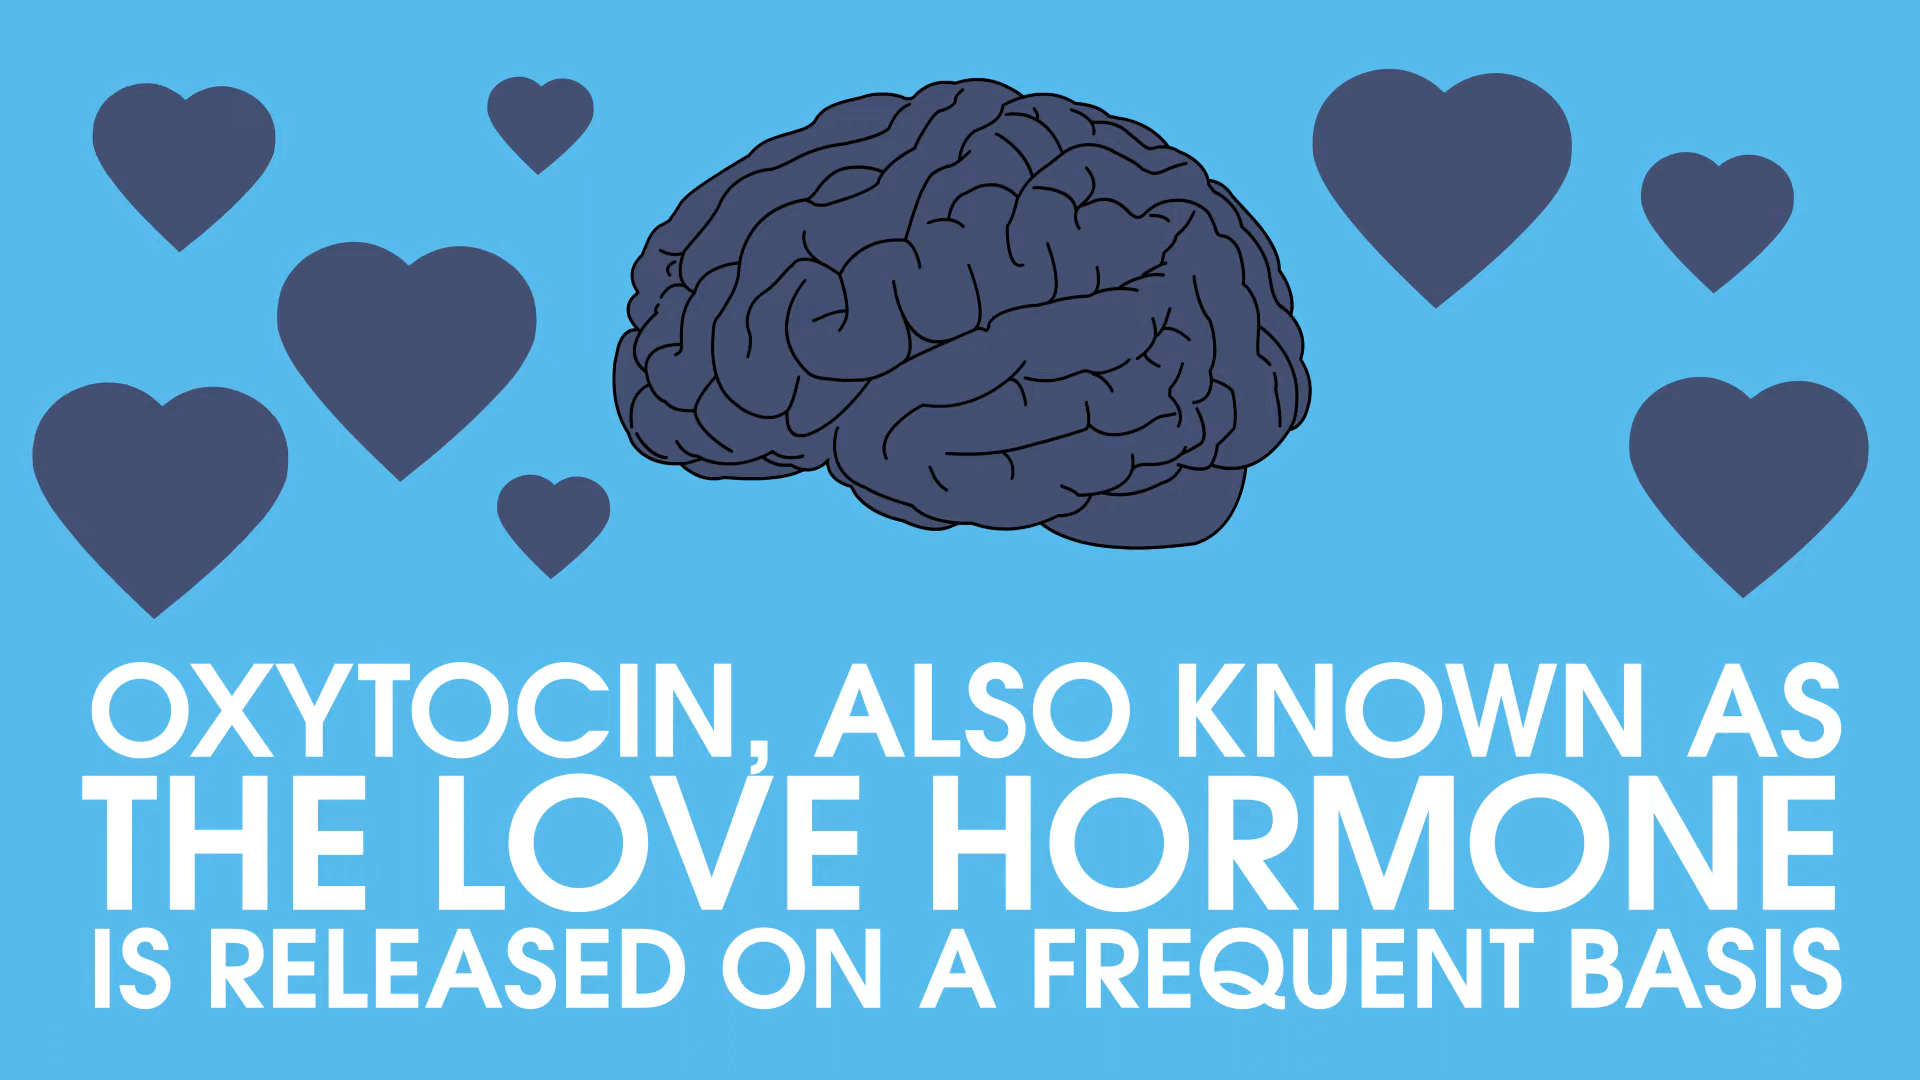 OXYTOCIN, ALSO KNOWN AS
THE LOVE HORMONE
IS RELEASED ON A FREQUENT BASIS